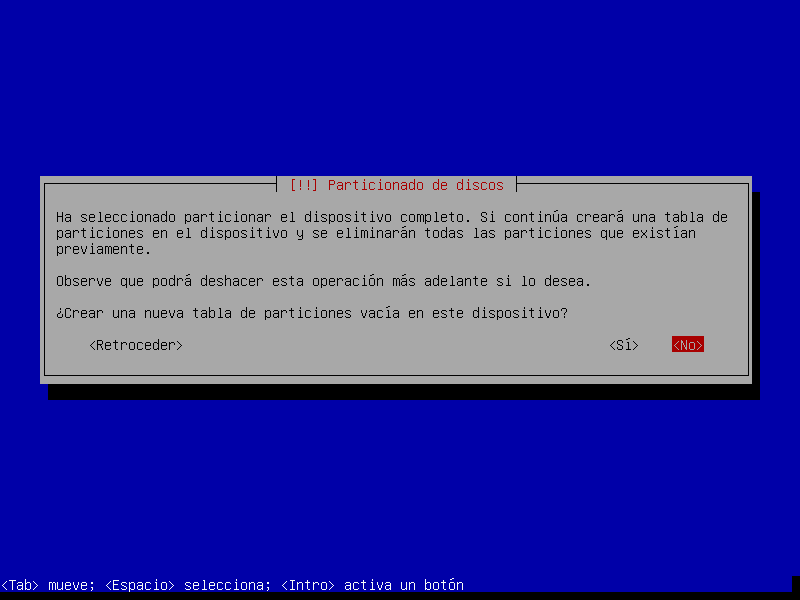 [!!] Particionado de discos
Ha seleccionado particionar el dispositivo completo. Si continúa creará una tabla de
particiones en el dispositivo y se eliminarán todas las particiones que existían
previamente.
Observe que podrá deshacer esta operación más adelante si lo desea.
¿Crear una nueva tabla de particiones vacía en este dispositivo?
<Retroceder> <Sí> <No>
<Tab> mueve; <Espacio> selecciona; <Intro> activa un botón